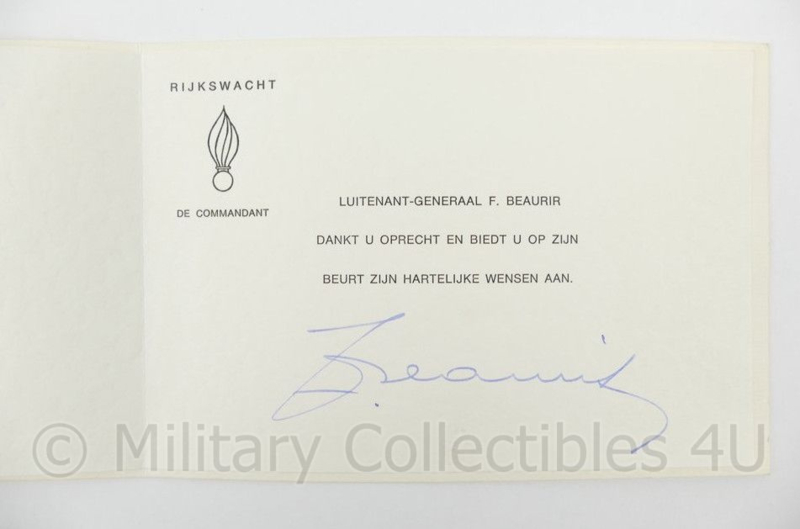 RIJKSWACHT
DE COMMANDANT
LUITENANT-GENERAAL F. BEAURIR
DANKT U OPRECHT EN BIEDT U OP ZIJN
BEURT ZIJN HARTELIJKE WENSEN AAN.
F. Beaurir
© Military Collectibles 4U